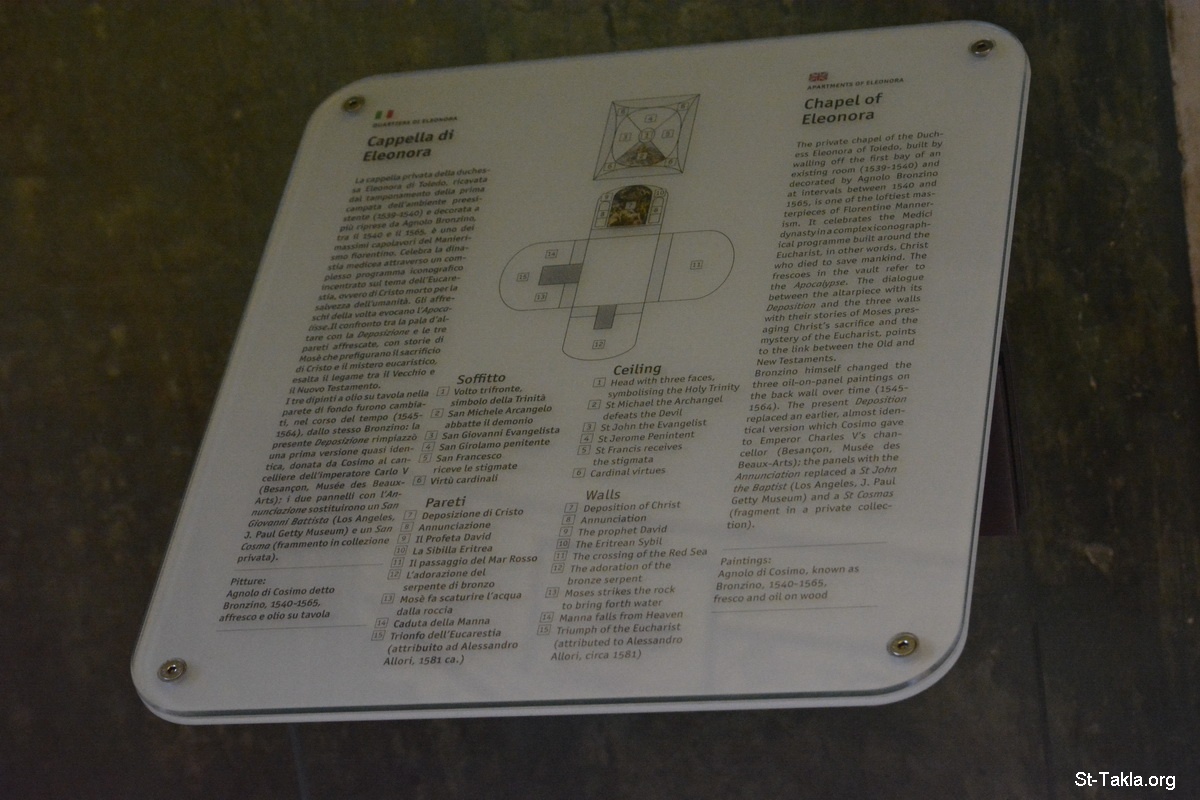 QUARTIERE DI ELEONORA
Cappella di
Eleonora
La cappella privata della duches-
sa Eleonora di Toledo, ricavata
dal tamponamento della prima
campata dell'ambiente preesi-
stente (1539-1540) e decorata a
più riprese da Agnolo Bronzino,
tra il 1540 e il 1565, è uno dei
massimi capolavori del Manieri-
smo fiorentino. Celebra la dina-
stia medicea attraverso un com-
plesso programma iconografico
incentrato sul tema dell'Eucare-
stia, ovvero di Cristo morto per la
salvezza dell'umanità. Gli affre-
schi della volta evocano l'Apoca-
lisse. Il confronto tra la pala d'al-
tare con la Deposizione e le tre
pareti affrescate, con storie di
Mosè che prefigurano il sacrificio
di Cristo e il mistero eucaristico,
esalta il legame tra il Vecchio e
il Nuovo Testamento.
I tre dipinti a olio su tavola nella
parete di fondo furono cambia-
ti, nel corso del tempo (1545-
1564), dallo stesso Bronzino: la
presente Deposizione rimpiazzò
una prima versione quasi iden-
tica, donata da Cosimo al can-
celliere dell'imperatore Carlo V
(Besançon, Musée des Beaux-
Arts); i due pannelli con l'An-
nunciazione sostituirono un San
Giovanni Battista (Los Angeles,
J. Paul Getty Museum) e un San
Cosma (frammento in collezione
privata).
Pitture:
Agnolo di Cosimo detto
Bronzino, 1540-1565,
affresco e olio su tavola
Soffitto
1 Volto trifronte,
simbolo della Trinità
2 San Michele Arcangelo
abbatte il demonio
3 San Giovanni Evangelista
4 San Girolamo penitente
5 San Francesco
riceve le stigmate
6 Virtù cardinali
Pareti
7 Deposizione di Cristo
8 Annunciazione
9 Il Profeta David
10 La Sibilla Eritrea
11 Il passaggio del Mar Rosso
12 L'adorazione del
serpente di bronzo
13 Mosè fa scaturire l'acqua
dalla roccia
14 Caduta della Manna
15 Trionfo dell'Eucarestia
(attribuito ad Alessandro
Allori, 1581 ca.)
Ceiling
1 Head with three faces,
symbolising the Holy Trinity
2 St Michael the Archangel
defeats the Devil
3 St John the Evangelist
4 St Jerome Penintent
5 St Francis receives
the stigmata
6 Cardinal virtues
Walls
7 Deposition of Christ
8 Annunciation
9 The prophet David
10 The Eritrean Sybil
11 The crossing of the Red Sea
12 The adoration of the
bronze serpent
13 Moses strikes the rock
to bring forth water
14 Manna falls from Heaven
15 Triumph of the Eucharist
(attributed to Alessandro
Allori, circa 1581)
APARTMENTS OF ELEONORA
Chapel of
Eleonora
The private chapel of the Duch-
ess Eleonora of Toledo, built by
walling off the first bay of an
existing room (1539-1540) and
decorated by Agnolo Bronzino
at intervals between 1540 and
1565, is one of the loftiest mas-
terpieces of Florentine Manner-
ism. It celebrates the Medici
dynasty in a complex iconograph-
ical programme built around the
Eucharist, in other words, Christ
who died to save mankind. The
frescoes in the vault refer to
the Apocalypse. The dialogue
between the altarpiece with its
Deposition and the three walls
with their stories of Moses pres-
aging Christ's sacrifice and the
mystery of the Eucharist, points
to the link between the Old and
New Testaments.
Bronzino himself changed the
three oil-on-panel paintings on
the back wall over time (1545-
1564). The present Deposition
replaced an earlier, almost iden-
tical version which Cosimo gave
to Emperor Charles V's chan-
cellor (Besançon, Musée des
Beaux-Arts); the panels with the
Annunciation replaced a St John
the Baptist (Los Angeles, J. Paul
Getty Museum) and a St Cosmas
(fragment in a private collec-
tion).
Paintings:
Agnolo di Cosimo, known as
Bronzino, 1540-1565,
fresco and oil on wood
St-Takla.org